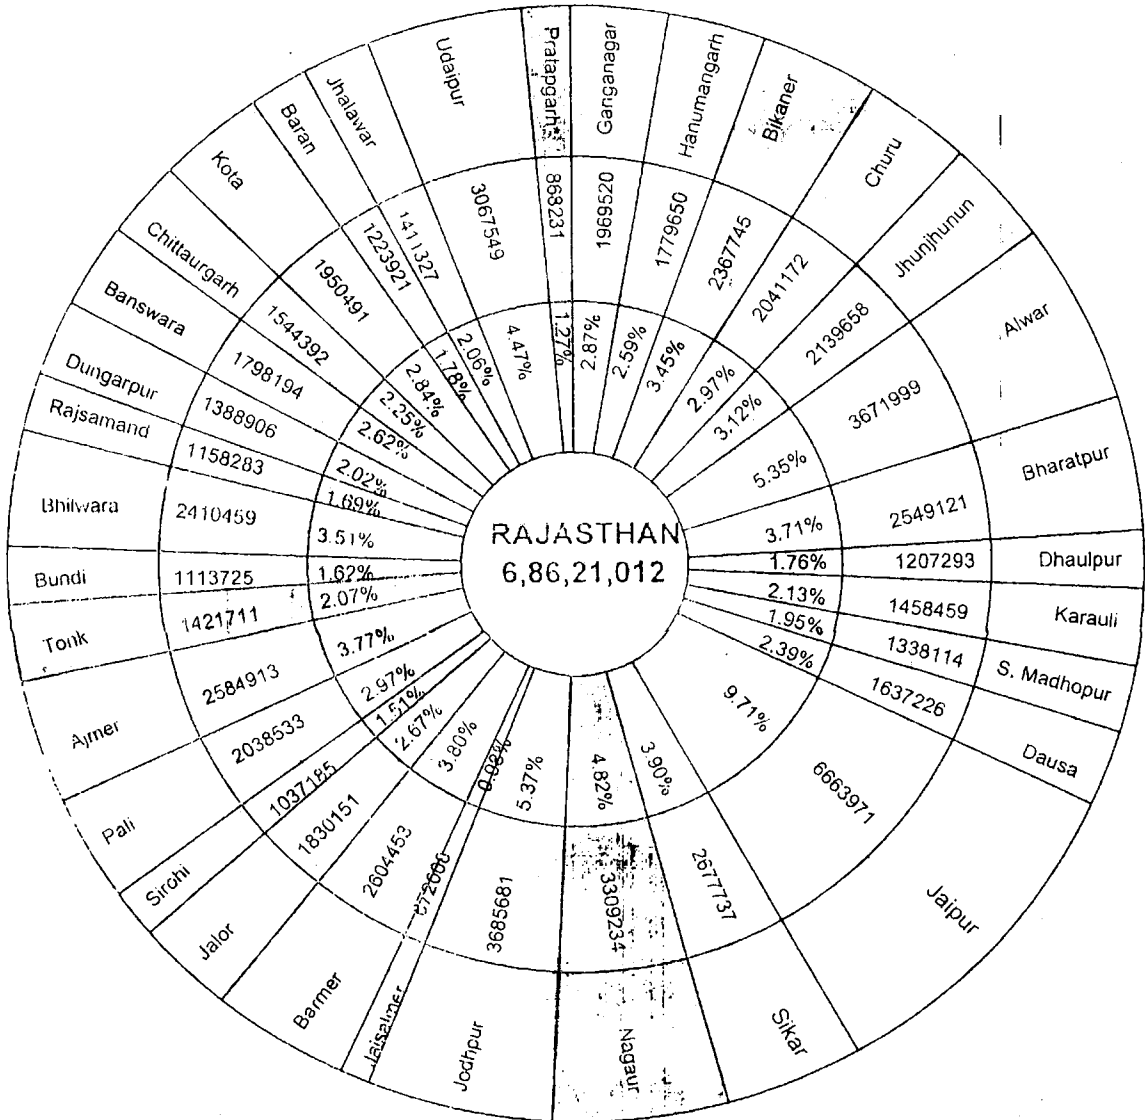 RAJASTHAN
6,86,21,012
Ganganagar
1969520
2.87%
Hanumangarh
1779650
2.59%
Bikaner
2367745
3.45%
Churu
2041172
2.97%
Jhunjhunun
2139658
3.12%
Alwar
3671999
5.35%
Bharatpur
2549121
3.71%
Dhaulpur
1207293
1.76%
Karauli
1458459
2.13%
S. Madhopur
1338114
1.95%
Dausa
1637226
2.39%
Jaipur
6663971
9.71%
Sikar
2677737
3.90%
Nagaur
3309234
4.82%
Jodhpur
3685681
5.37%
Jaisalmer
0.98%
Barmer
2604453
3.80%
Jalor
1830151
2.67%
Sirohi
1037185
1.51%
Pali
2038533
2.97%
Ajmer
2584913
3.77%
Tonk
1421711
2.07%
Bundi
1113725
1.62%
Bhilwara
2410459
3.51%
Rajsamand
1158283
1.69%
Dungarpur
1388906
2.02%
Banswara
1798194
2.62%
Chittaurgarh
1544392
2.25%
Kota
1950491
2.84%
Baran
1223921
1.78%
Jhalawar
1411327
2.06%
Udaipur
3067549
4.47%
Pratapgarh
868231
1.27%